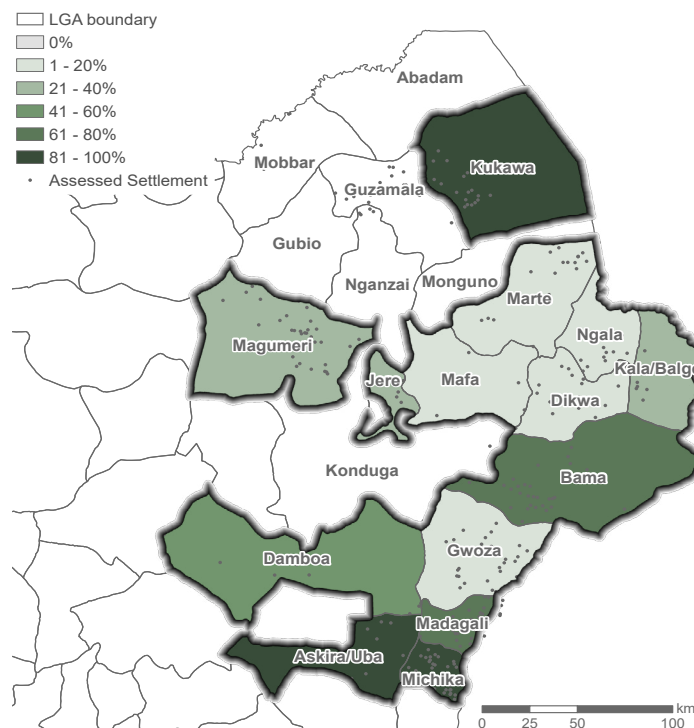 LGA boundary
0%
1 - 20%
21 - 40%
41 - 60%
61 - 80%
81 - 100%
Assessed Settlement
Abadam
Kukawa
Mobbar
Guzamala
Gubio
Nganzai
Monguno
Marte
Ngala
Magumeri
Jere
Mafa
Kala/Balge
Dikwa
Konduga
Bama
Damboa
Gwoza
Madagali
Askira/Uba
Michika
km
0 25 50 100